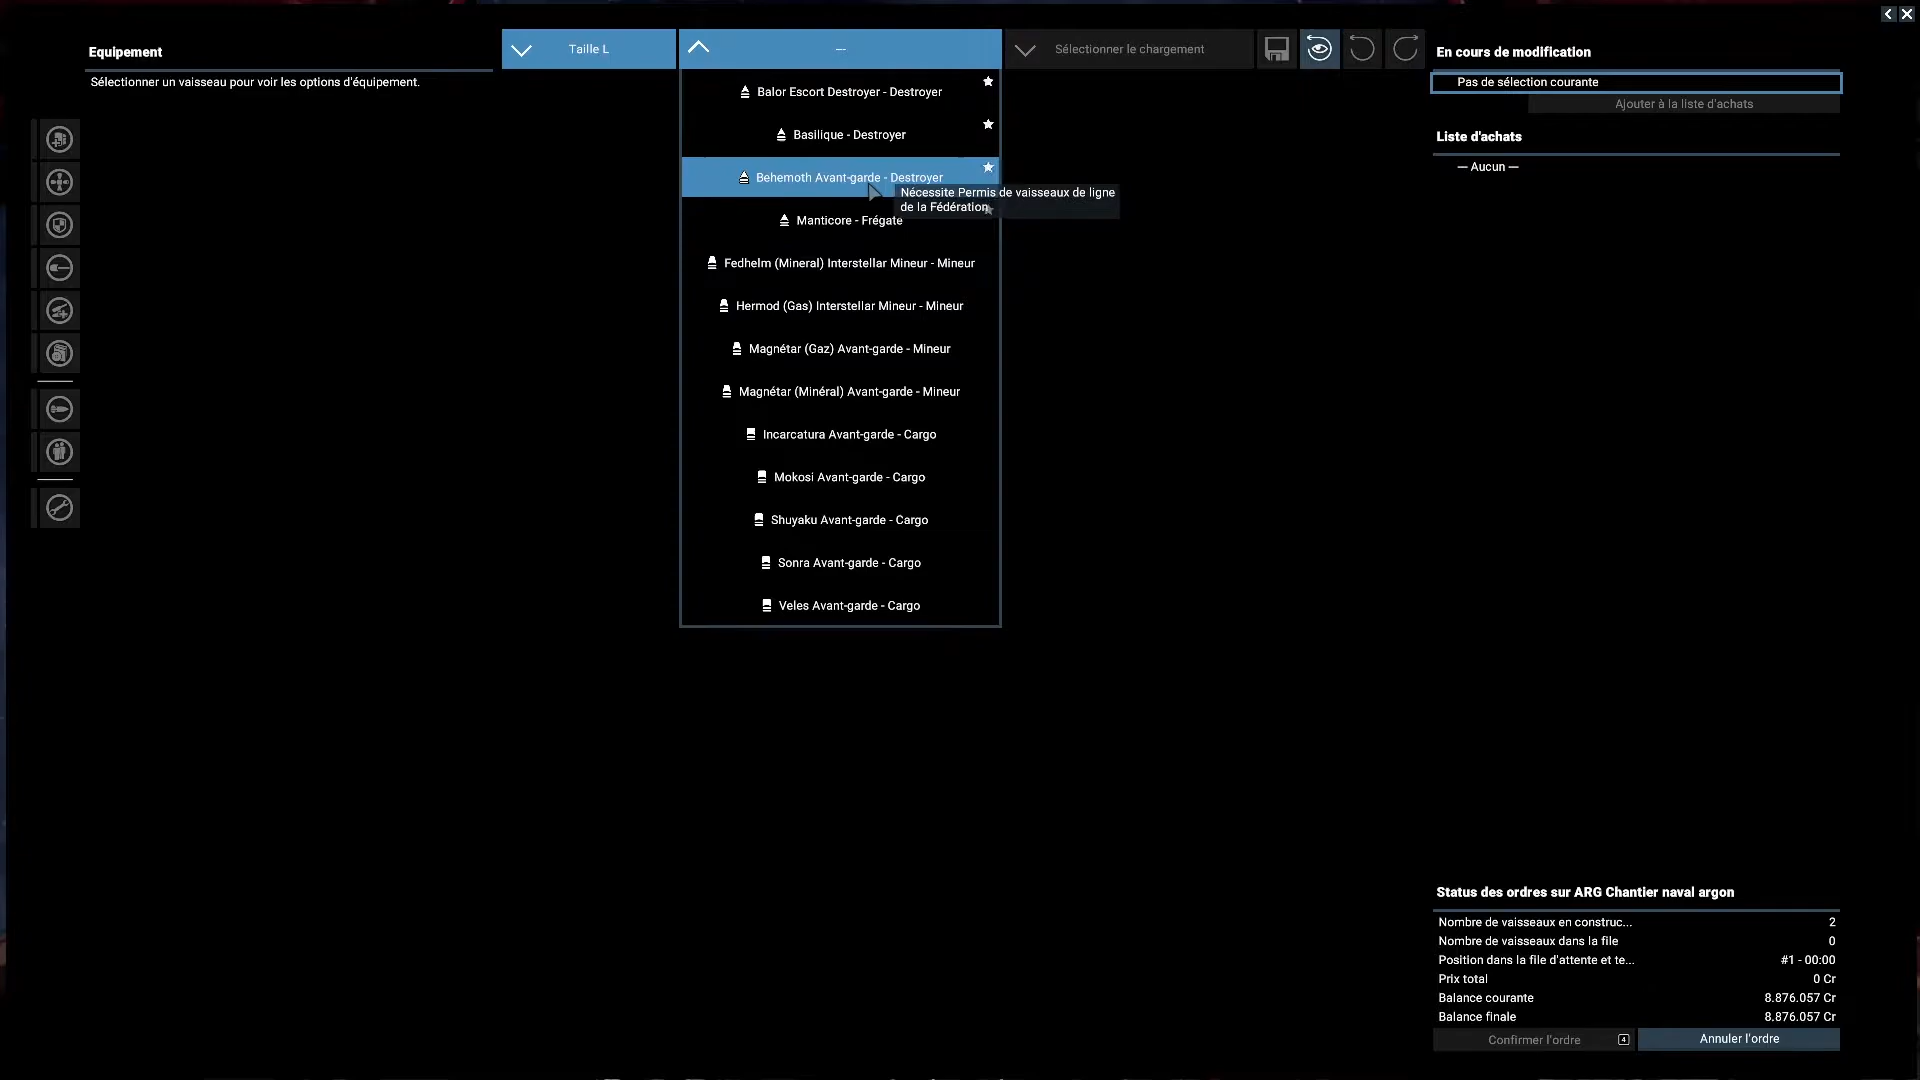 Equipement
Sélectionner un vaisseau pour voir les options d'équipement.
Taille L
---
Sélectionner le chargement
Balor Escort Destroyer - Destroyer
Basilique - Destroyer
Behemoth Avant-garde - Destroyer
Nécessite Permis de vaisseaux de ligne
de la Fédération
Manticore - Frégate
Fedhelm (Mineral) Interstellar Mineur - Mineur
Hermod (Gas) Interstellar Mineur - Mineur
Magnétar (Gaz) Avant-garde - Mineur
Magnétar (Minéral) Avant-garde - Mineur
Incarcatura Avant-garde - Cargo
Mokosi Avant-garde - Cargo
Shuyaku Avant-garde - Cargo
Sonra Avant-garde - Cargo
Veles Avant-garde - Cargo
En cours de modification
Pas de sélection courante
Ajouter à la liste d'achats
Liste d'achats
— Aucun —
Status des ordres sur ARG Chantier naval argon
Nombre de vaisseaux en construc... 2
Nombre de vaisseaux dans la file 0
Position dans la file d'attente et te... #1 - 00:00
Prix total 0 Cr
Balance courante 8.876.057 Cr
Balance finale 8.876.057 Cr
Confirmer l'ordre 4
Annuler l'ordre